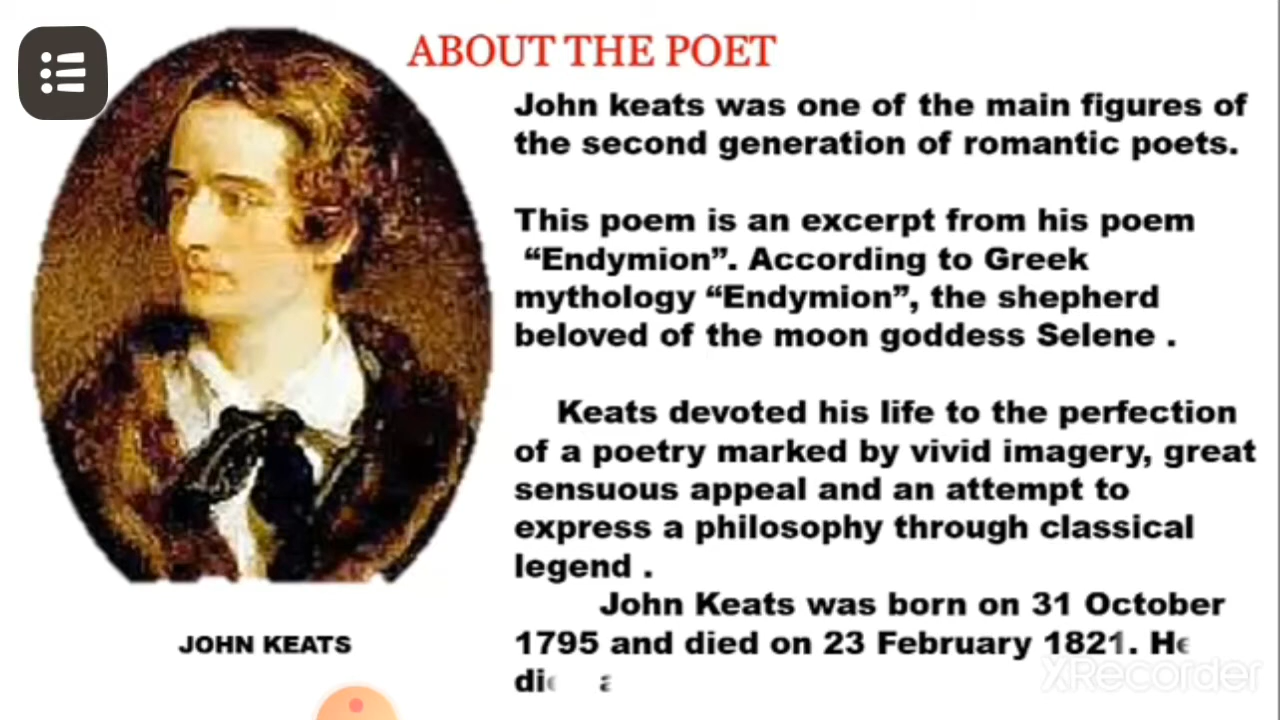 ABOUT THE POET
John keats was one of the main figures of
the second generation of romantic poets.
This poem is an excerpt from his poem
“Endymion”. According to Greek
mythology “Endymion”, the shepherd
beloved of the moon goddess Selene .
Keats devoted his life to the perfection
of a poetry marked by vivid imagery, great
sensuous appeal and an attempt to
express a philosophy through classical
legend .
John Keats was born on 31 October
1795 and died on 23 February 1821. He
JOHN KEATS
XRecorder